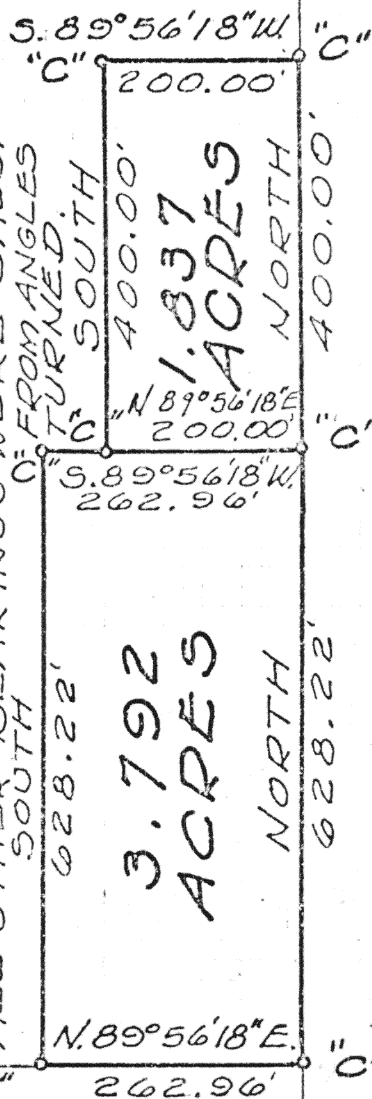 S. 89°56'18" W.
"C"
"C"
200.00'
FROM ANGLES
TURNED.
SOUTH
400.00'
1.837
ACRES
NORTH
400.00'
N 89°56'18" E
200.00'
"C"
"C"
"C"
S. 89°56'18" W.
262.96'
SOUTH
628.22'
3.792
ACRES
NORTH
628.22'
N. 89°56'18" E.
"C"
262.96'